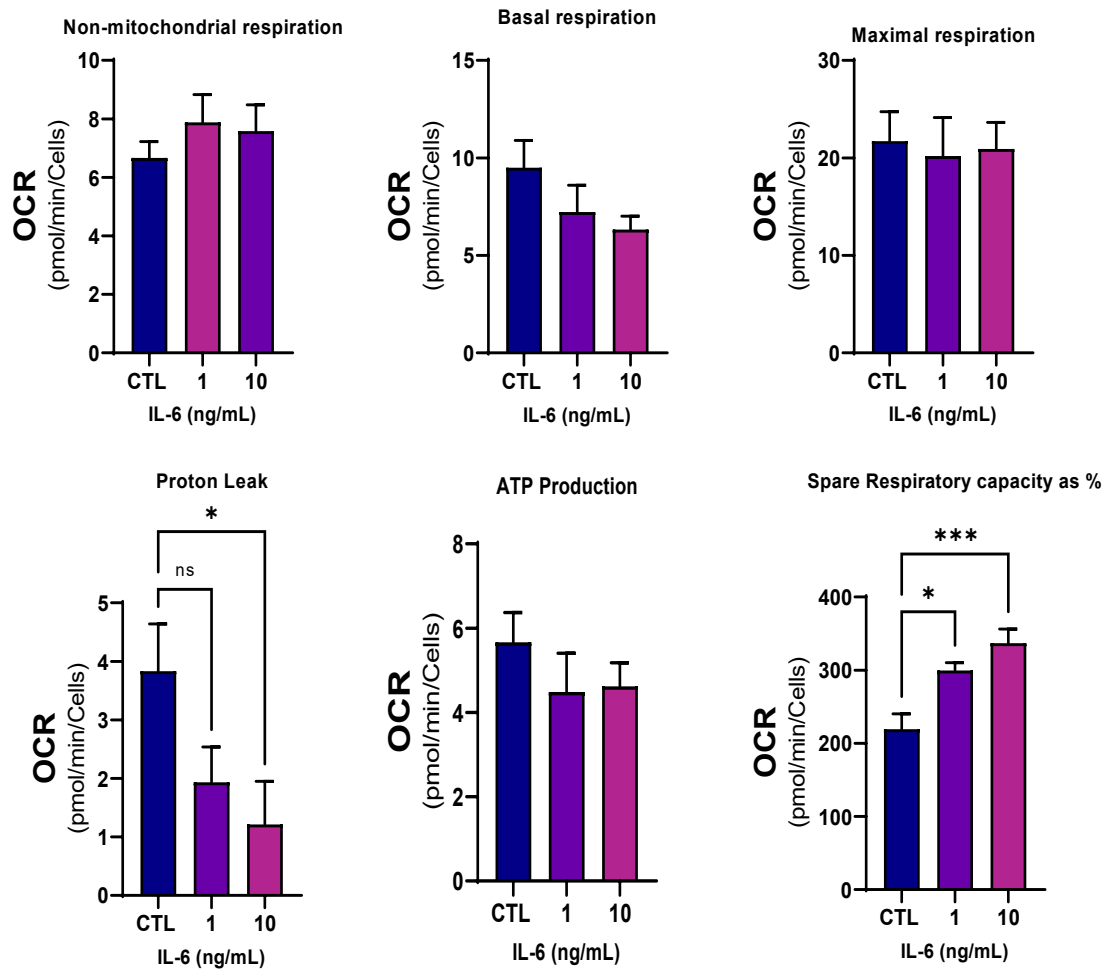 Non-mitochondrial respiration
10
8
6
4
2
0
OCR
(pmol/min/Cells)
CTL 1 10
IL-6 (ng/mL)
Basal respiration
15
10
5
0
OCR
(pmol/min/Cells)
CTL 1 10
IL-6 (ng/mL)
Maximal respiration
30
20
10
0
OCR
(pmol/min/Cells)
CTL 1 10
IL-6 (ng/mL)
Proton Leak
*
ns
5
4
3
2
1
0
OCR
(pmol/min/Cells)
CTL 1 10
IL-6 (ng/mL)
ATP Production
8
6
4
2
0
OCR
(pmol/min/Cells)
CTL 1 10
IL-6 (ng/mL)
Spare Respiratory capacity as %
***
*
400
300
200
100
0
OCR
(pmol/min/Cells)
CTL 1 10
IL-6 (ng/mL)